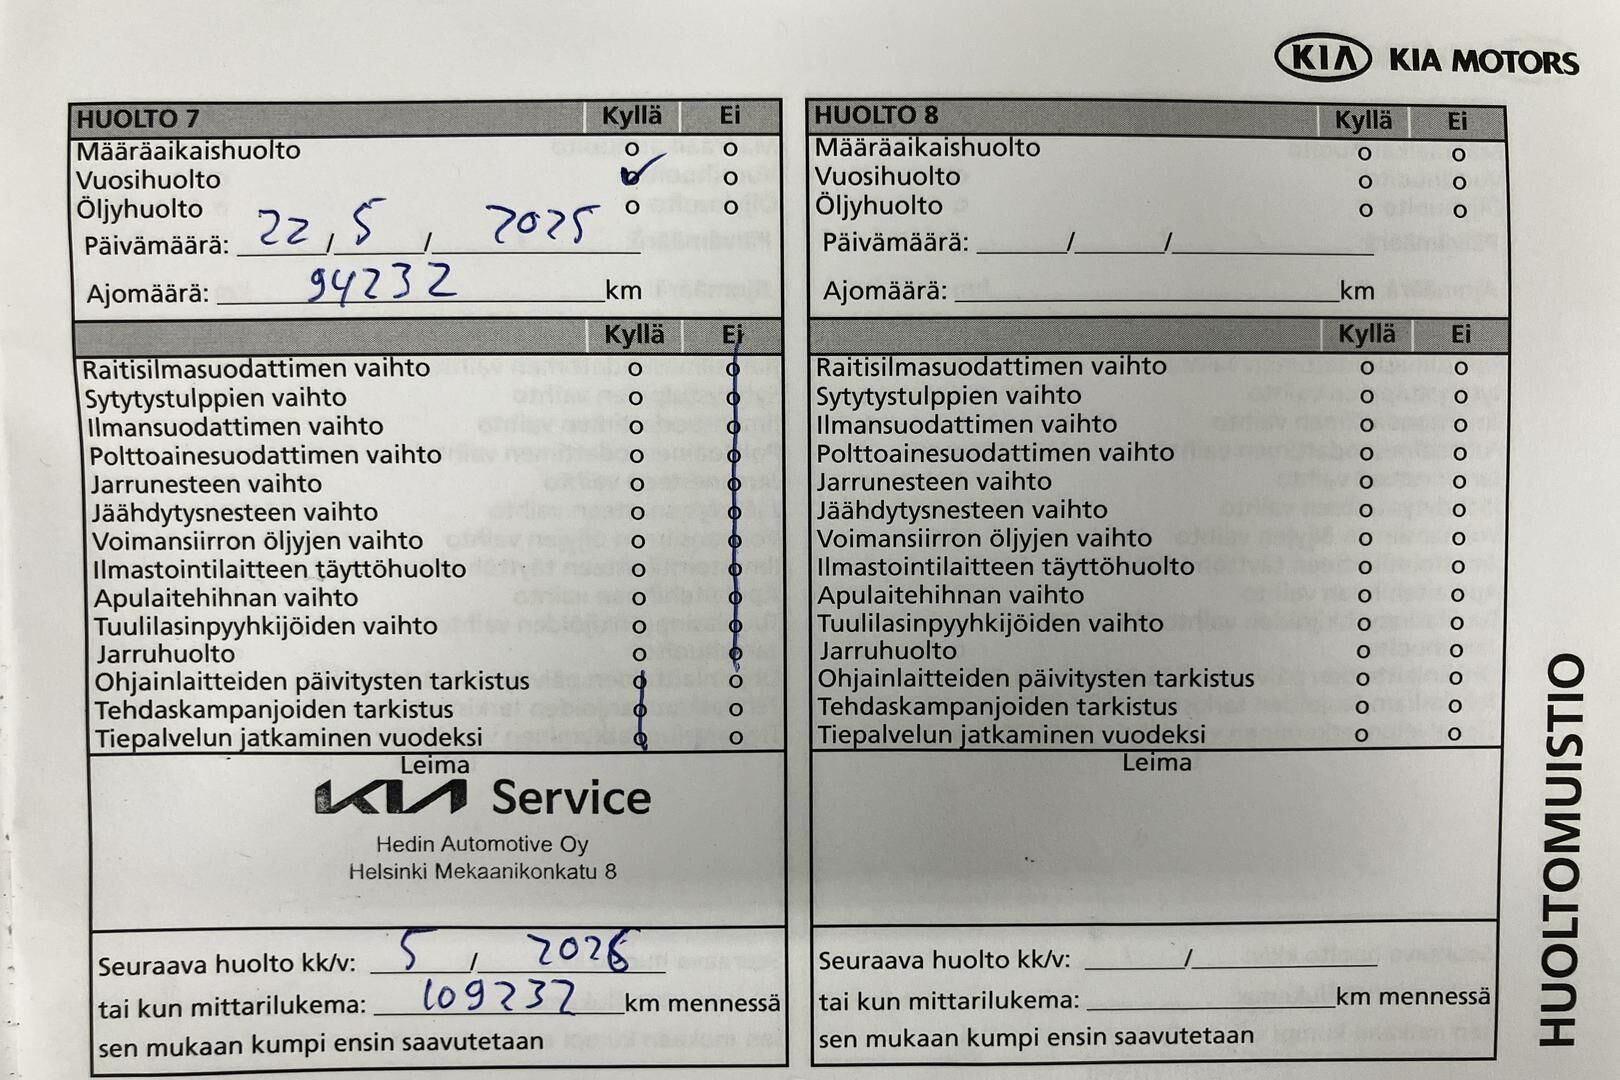 KIA KIA MOTORS
HUOLTO 7 Kyllä Ei
Määräaikaishuolto o o
Vuosihuolto o o
Öljyhuolto o o
Päivämäärä: 22 / 5 / 2025
Ajomäärä: 94232 km
Kyllä Ei
Raitisilmasuodattimen vaihto o o
Sytytystulppien vaihto o o
Ilmansuodattimen vaihto o o
Polttoainesuodattimen vaihto o o
Jarrunesteen vaihto o o
Jäähdytysnesteen vaihto o o
Voimansiirron öljyjen vaihto o o
Ilmastointilaitteen täyttöhuolto o o
Apulaitehihnan vaihto o o
Tuulilasinpyyhkijöiden vaihto o o
Jarruhuolto o o
Ohjainlaitteiden päivitysten tarkistus o o
Tehdaskampanjoiden tarkistus o o
Tiepalvelun jatkaminen vuodeksi o o
Leima
KIA Service
Hedin Automotive Oy
Helsinki Mekaanikonkatu 8
Seuraava huolto kk/v: 5 / 2026
tai kun mittarilukema: 109232 km mennessä
sen mukaan kumpi ensin saavutetaan
HUOLTO 8 Kyllä Ei
Määräaikaishuolto o o
Vuosihuolto o o
Öljyhuolto o o
Päivämäärä: / /
Ajomäärä: km
Kyllä Ei
Raitisilmasuodattimen vaihto o o
Sytytystulppien vaihto o o
Ilmansuodattimen vaihto o o
Polttoainesuodattimen vaihto o o
Jarrunesteen vaihto o o
Jäähdytysnesteen vaihto o o
Voimansiirron öljyjen vaihto o o
Ilmastointilaitteen täyttöhuolto o o
Apulaitehihnan vaihto o o
Tuulilasinpyyhkijöiden vaihto o o
Jarruhuolto o o
Ohjainlaitteiden päivitysten tarkistus o o
Tehdaskampanjoiden tarkistus o o
Tiepalvelun jatkaminen vuodeksi o o
Leima
Seuraava huolto kk/v: /
tai kun mittarilukema: km mennessä
sen mukaan kumpi ensin saavutetaan
HUOLTOMUISTIO